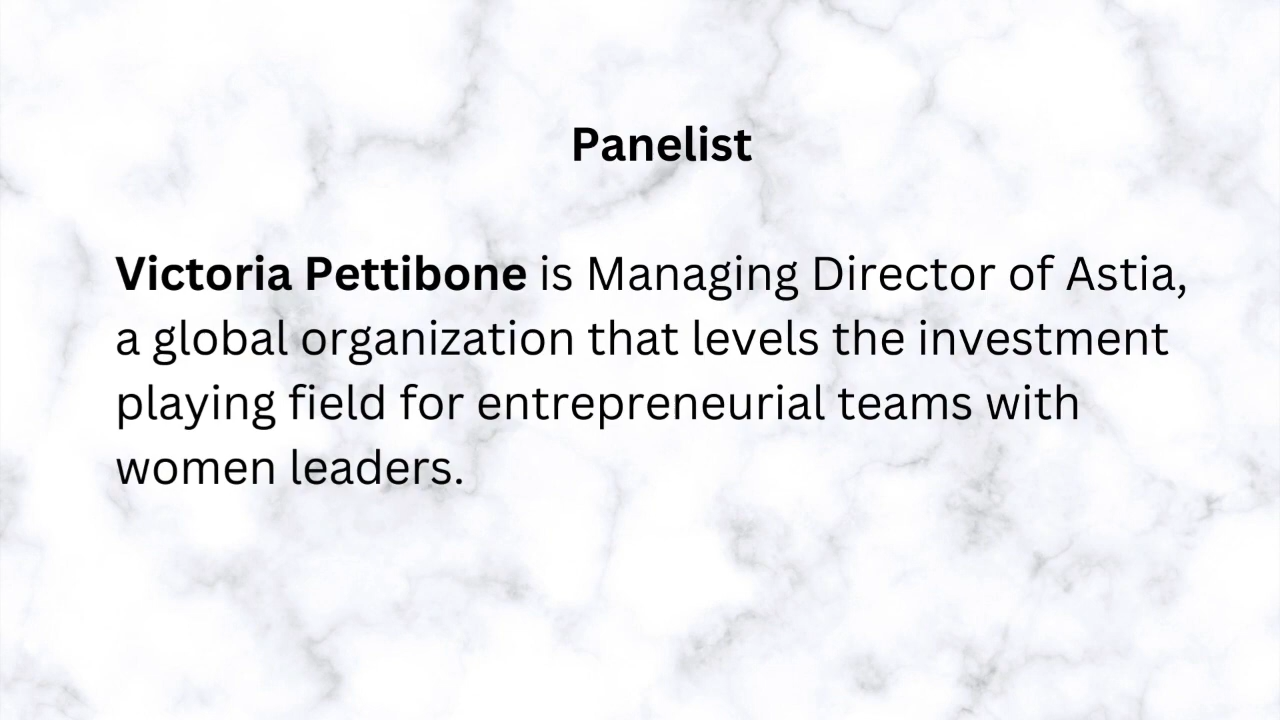 Panelist
Victoria Pettibone is Managing Director of Astia,
a global organization that levels the investment
playing field for entrepreneurial teams with
women leaders.